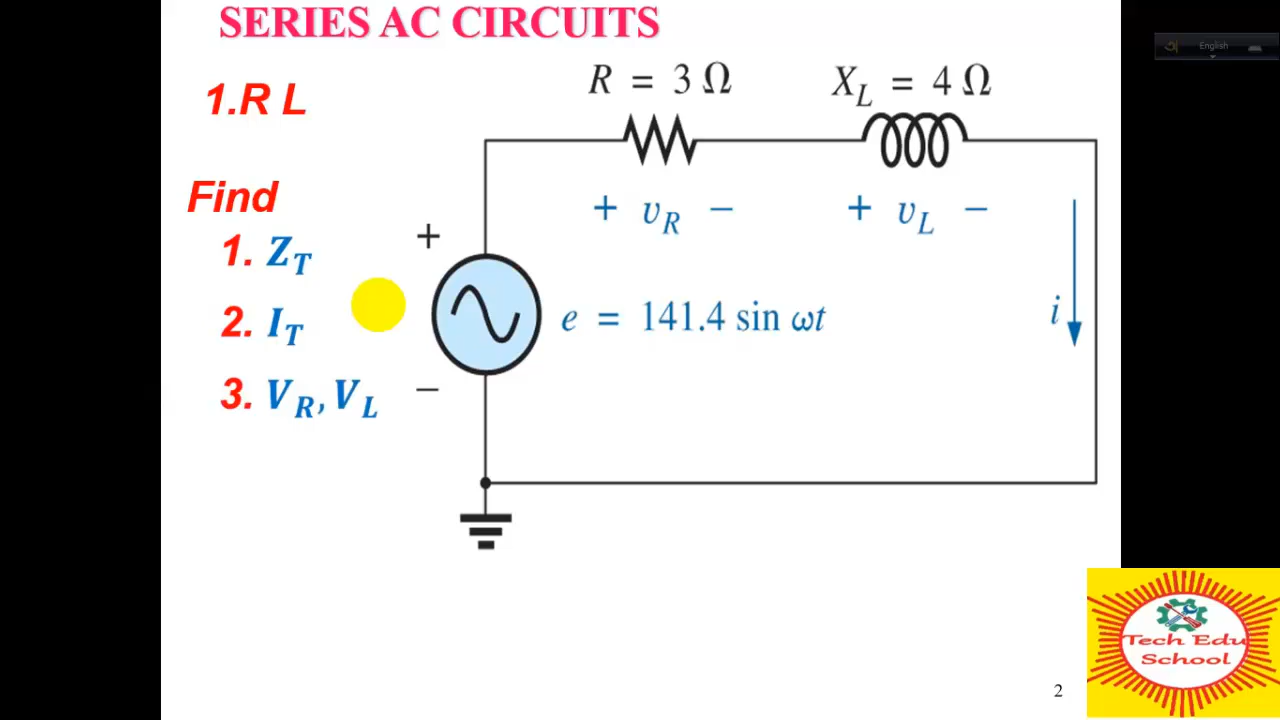 SERIES AC CIRCUITS
English
1.R L
R = 3 Ω
X_L = 4 Ω
Find
+ v_R −
+ v_L −
1. Z_T
+
2. I_T
e = 141.4 sin ωt
i
3. V_R, V_L
−
Tech Edu
School
2